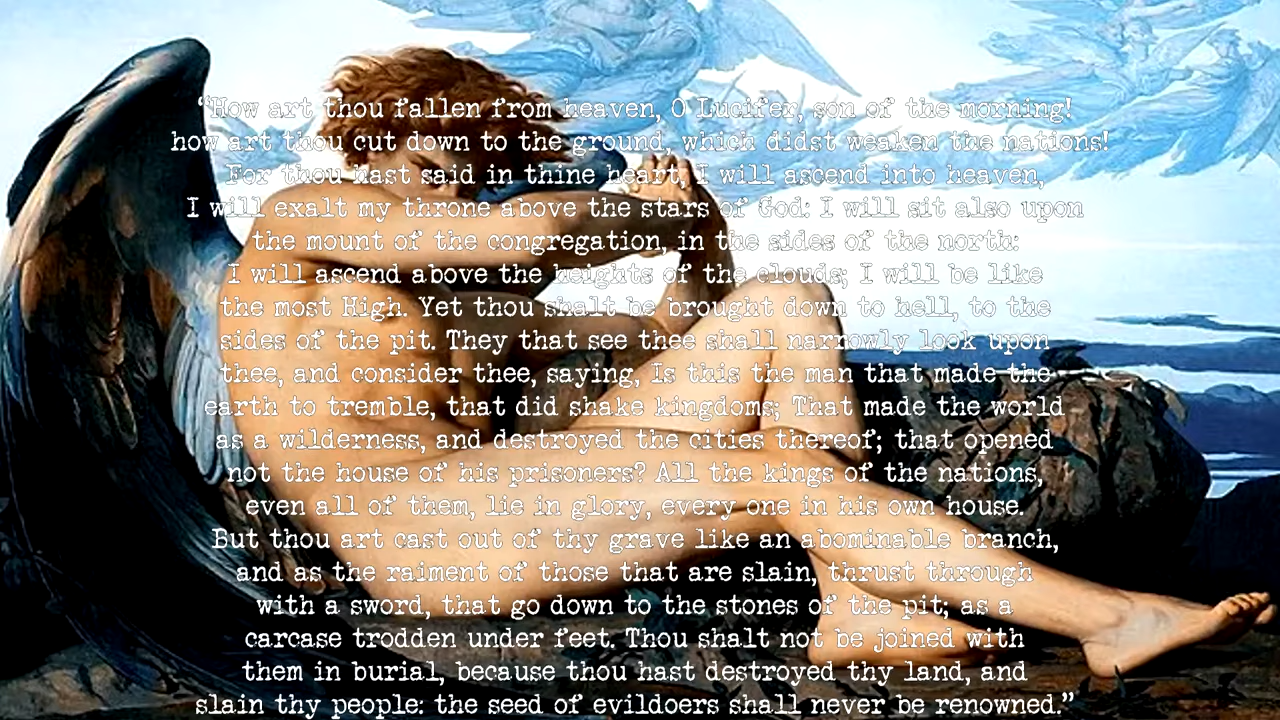 “How art thou fallen from heaven, O Lucifer, son of the morning!
how art thou cut down to the ground, which didst weaken the nations!
For thou hast said in thine heart, I will ascend into heaven,
I will exalt my throne above the stars of God: I will sit also upon
the mount of the congregation, in the sides of the north:
I will ascend above the heights of the clouds; I will be like
the most High. Yet thou shalt be brought down to hell, to the
sides of the pit. They that see thee shall narrowly look upon
thee, and consider thee, saying, Is this the man that made the
earth to tremble, that did shake kingdoms; That made the world
as a wilderness, and destroyed the cities thereof; that opened
not the house of his prisoners? All the kings of the nations,
even all of them, lie in glory, every one in his own house.
But thou art cast out of thy grave like an abominable branch,
and as the raiment of those that are slain, thrust through
with a sword, that go down to the stones of the pit; as a
carcase trodden under feet. Thou shalt not be joined with
them in burial, because thou hast destroyed thy land, and
slain thy people: the seed of evildoers shall never be renowned.”